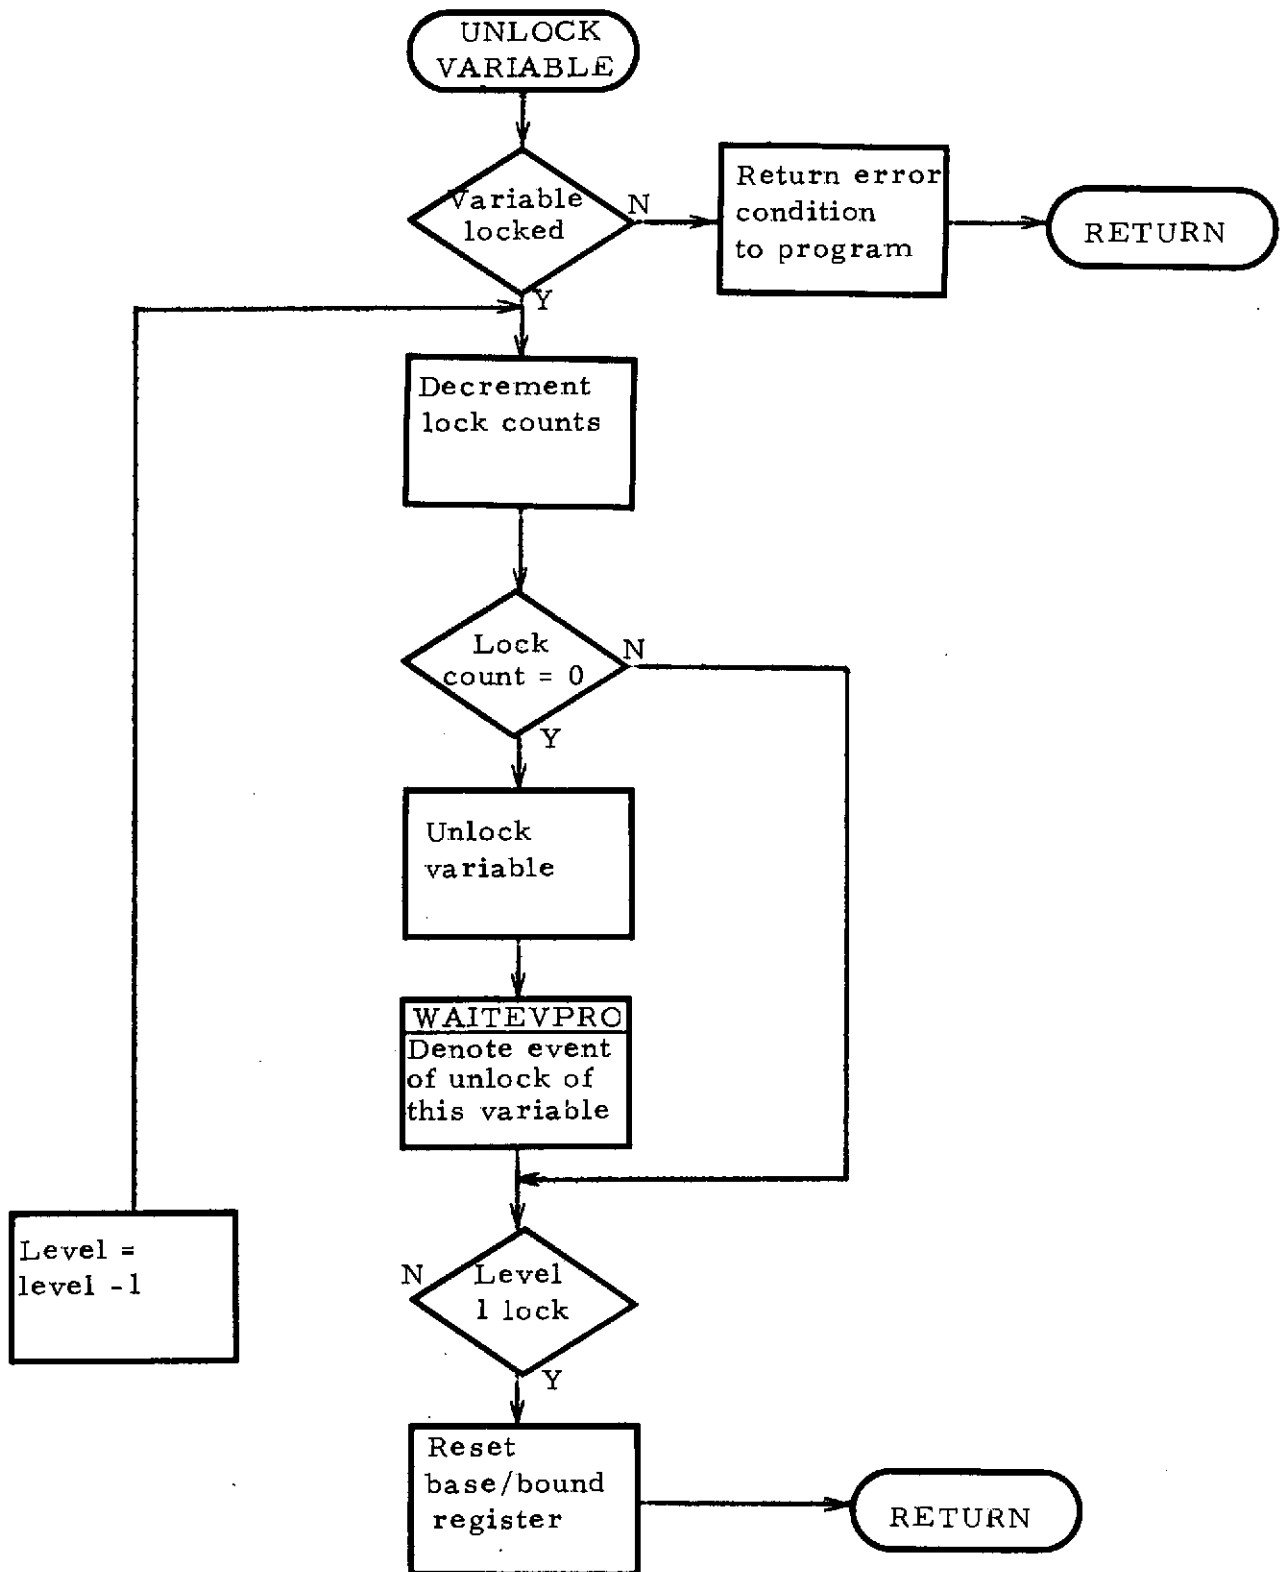 UNLOCK
VARIABLE
Variable
locked
N
Return error
condition
to program
RETURN
Y
Decrement
lock counts
Lock
count = 0
N
Y
Unlock
variable
WAITEVPRO
Denote event
of unlock of
this variable
Level =
level -1
N
Level
1 lock
Y
Reset
base/bound
register
RETURN